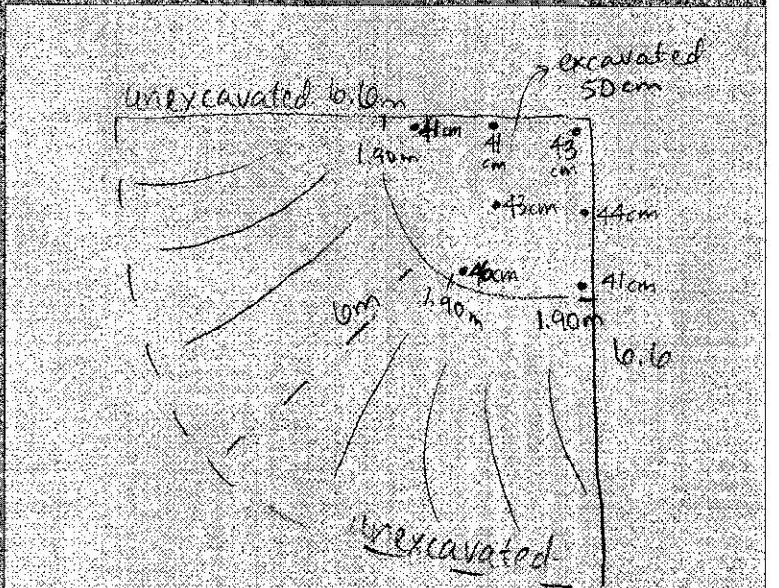 excavated
50cm
unexcavated 6.6m
41cm
41
cm
43
cm
1.90m
43cm
44cm
46cm
41cm
6m
1.90m
1.90m
6.6
unexcavated